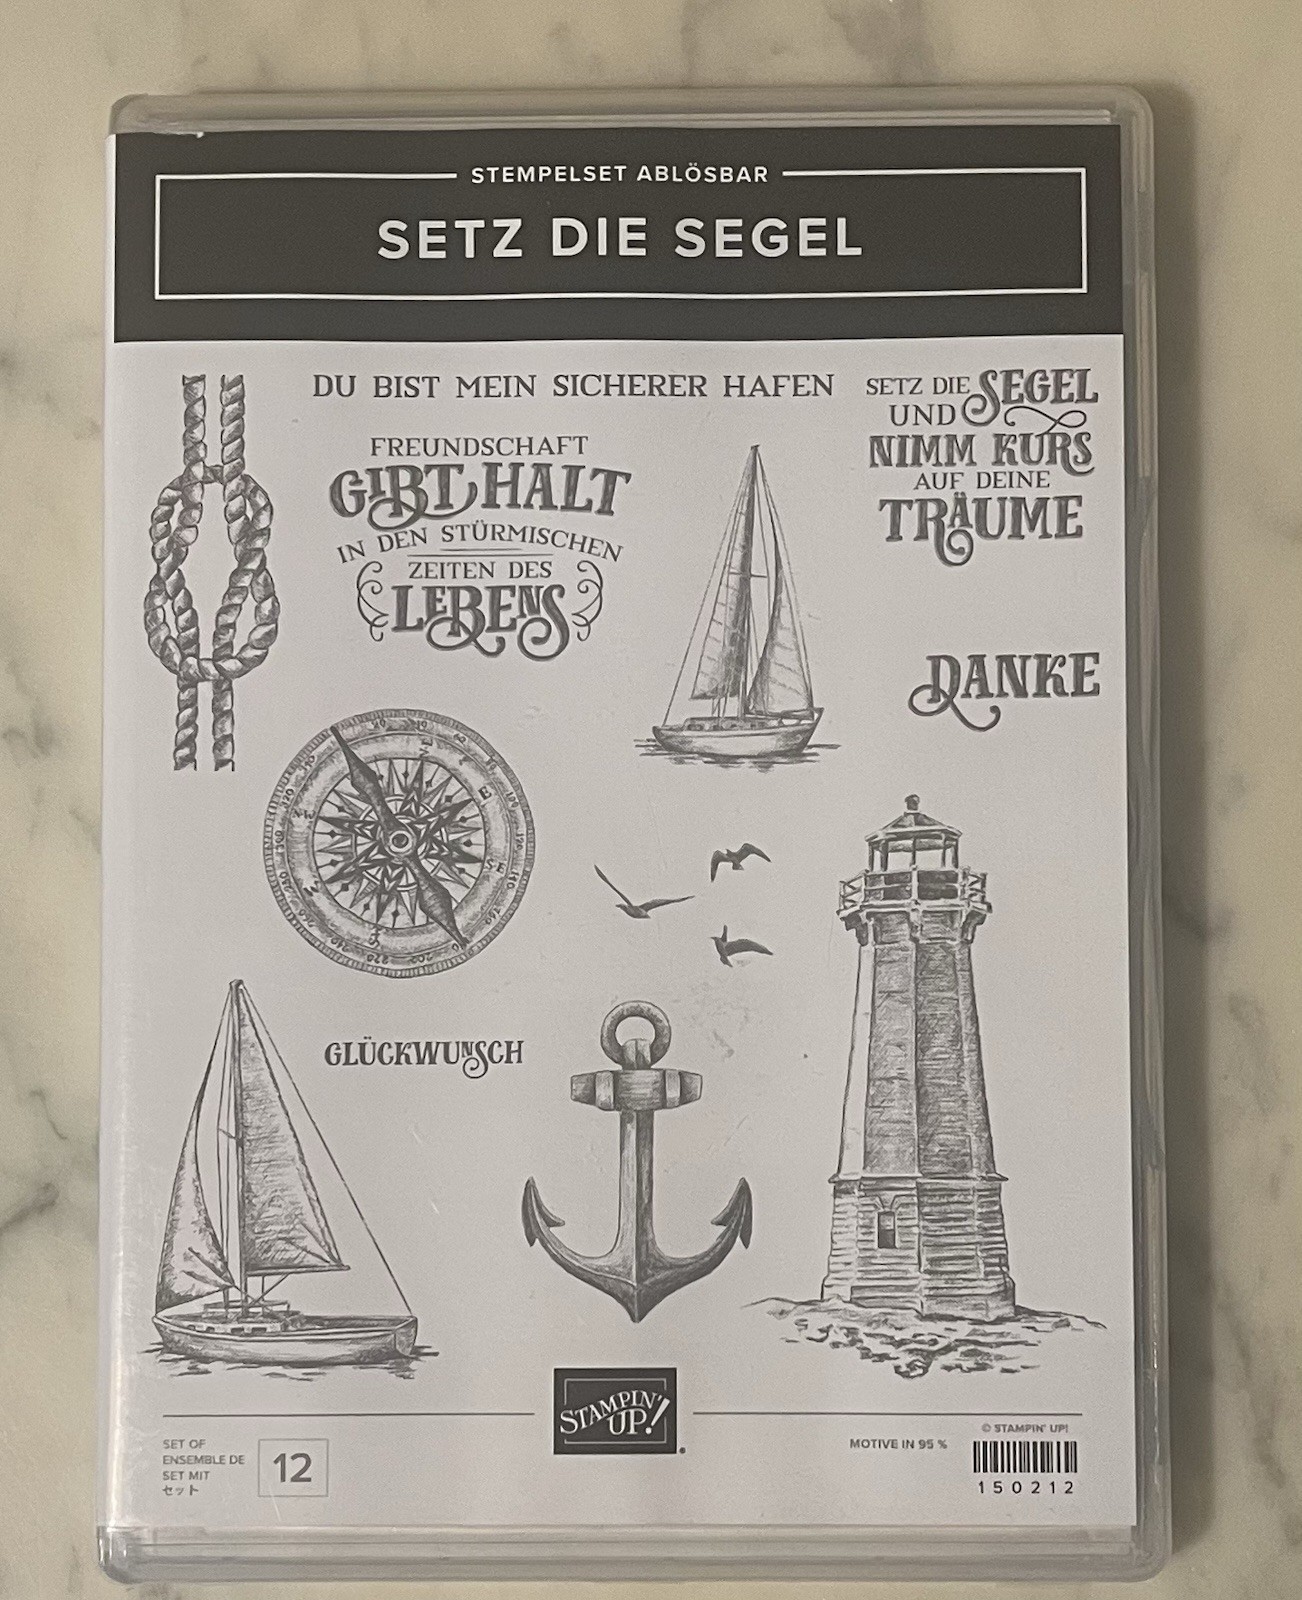 STEMPELSET ABLÖSBAR
SETZ DIE SEGEL
DU BIST MEIN SICHERER HAFEN
FREUNDSCHAFT
GIBT HALT
IN DEN STÜRMISCHEN
ZEITEN DES
LEBENS
SETZ DIE SEGEL
UND
NIMM KURS
AUF DEINE
TRÄUME
DANKE
GLÜCKWUNSCH
STAMPIN'
UP!
SET OF
ENSEMBLE DE
SET MIT
セット
12
MOTIVE IN 95 %
© STAMPIN' UP!
150212